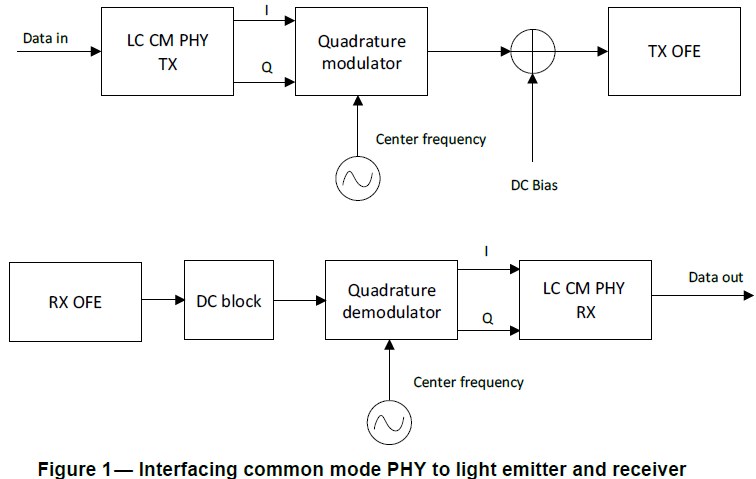 Data in
LC CM PHY
TX
I
Q
Quadrature
modulator
Center frequency
DC Bias
TX OFE
RX OFE
DC block
Quadrature
demodulator
Center frequency
I
Q
LC CM PHY
RX
Data out
Figure 1— Interfacing common mode PHY to light emitter and receiver